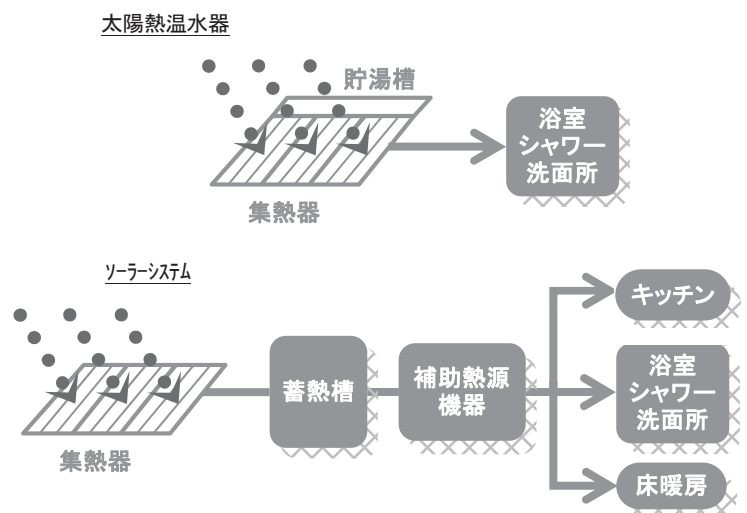 太陽熱温水器
貯湯槽
浴室
シャワー
洗面所
集熱器
ソーラーシステム
キッチン
蓄熱槽
補助熱源
機器
浴室
シャワー
洗面所
集熱器
床暖房